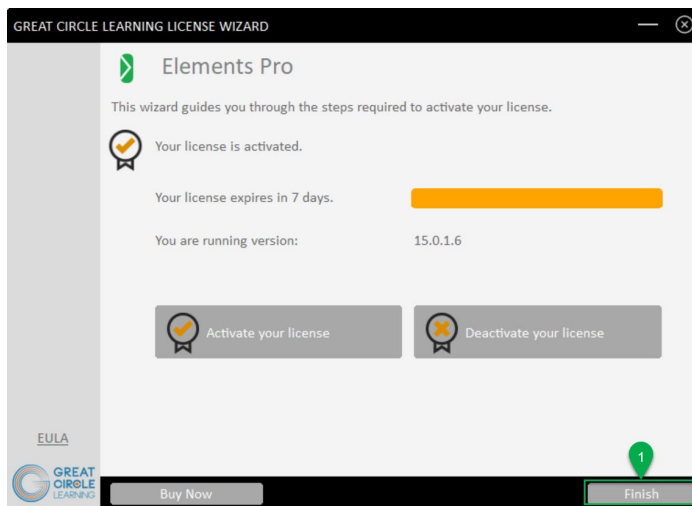 GREAT CIRCLE LEARNING LICENSE WIZARD
Elements Pro
This wizard guides you through the steps required to activate your license.
Your license is activated.
Your license expires in 7 days.
You are running version: 15.0.1.6
Activate your license Deactivate your license
EULA
1
GREAT
CIRCLE
LEARNING
Buy Now Finish